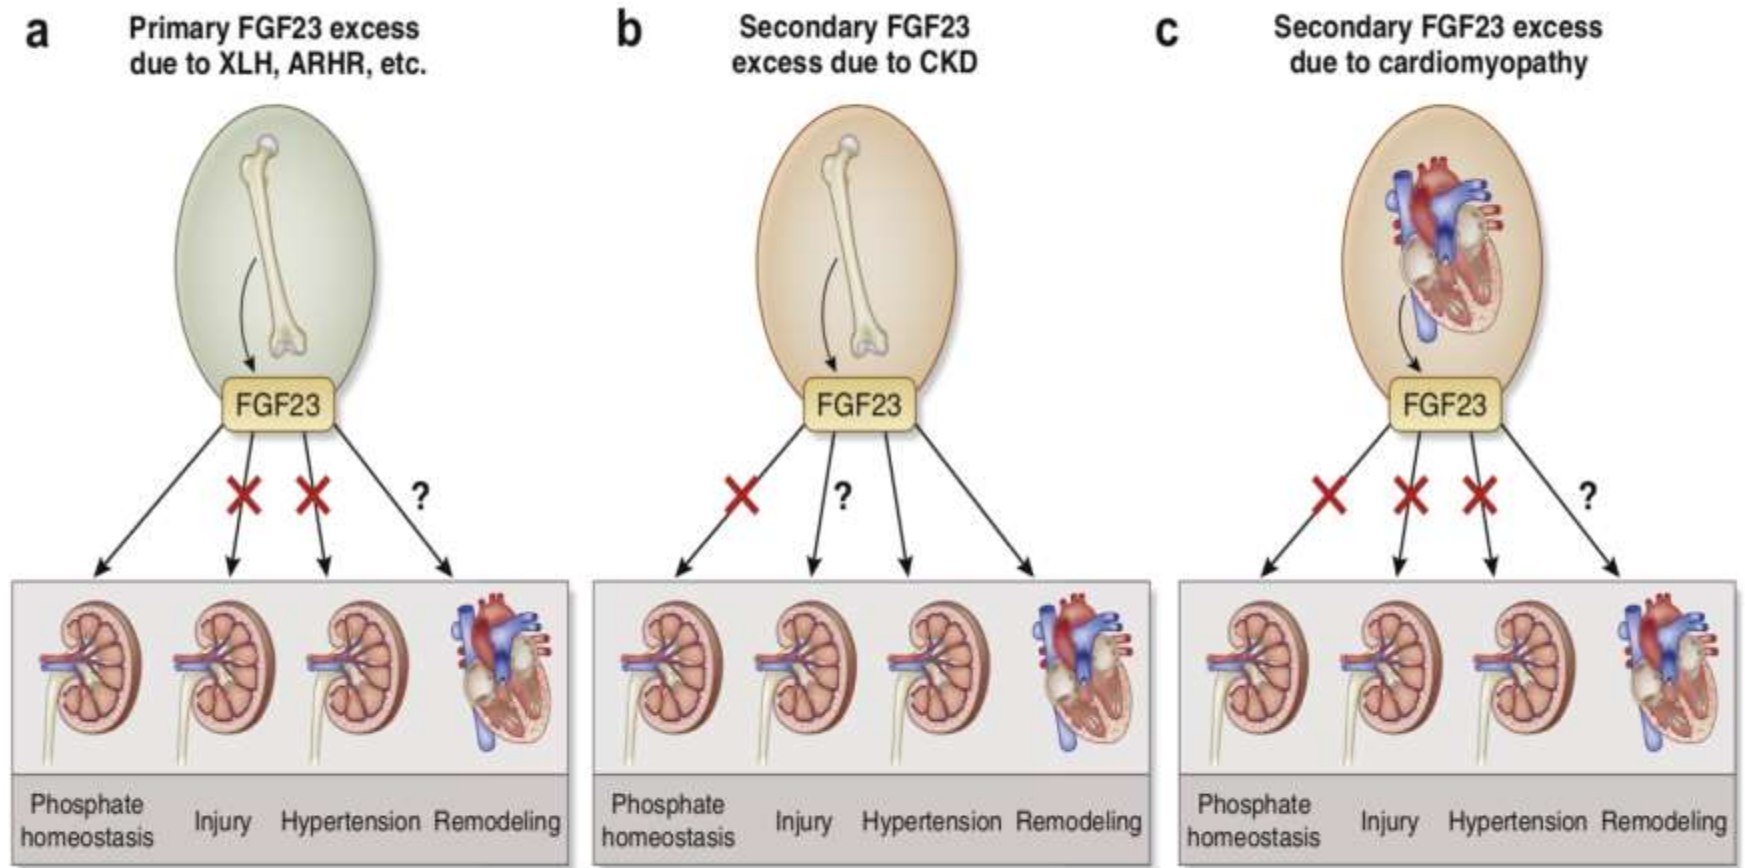 a
Primary FGF23 excess
due to XLH, ARHR, etc.
FGF23
?
Phosphate
homeostasis
Injury
Hypertension
Remodeling
b
Secondary FGF23
excess due to CKD
FGF23
?
Phosphate
homeostasis
Injury
Hypertension
Remodeling
c
Secondary FGF23 excess
due to cardiomyopathy
FGF23
?
Phosphate
homeostasis
Injury
Hypertension
Remodeling